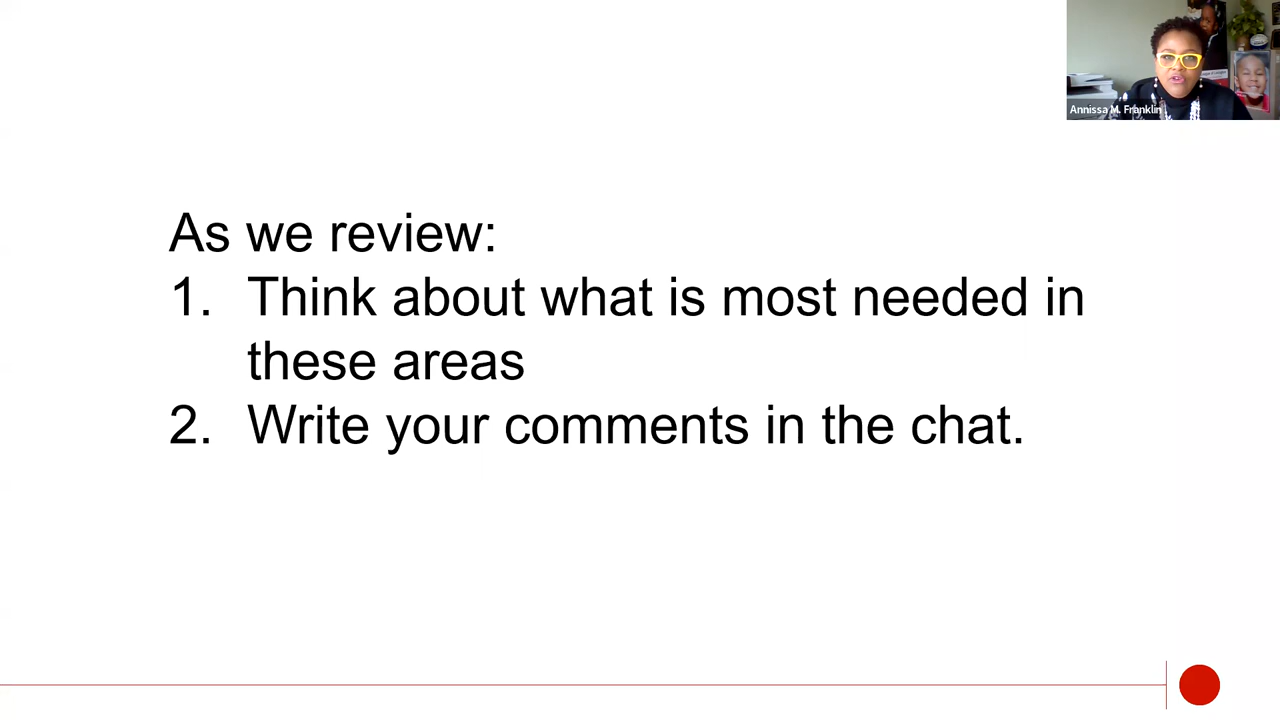 Annissa M. Franklin
As we review:
1. Think about what is most needed in
these areas
2. Write your comments in the chat.